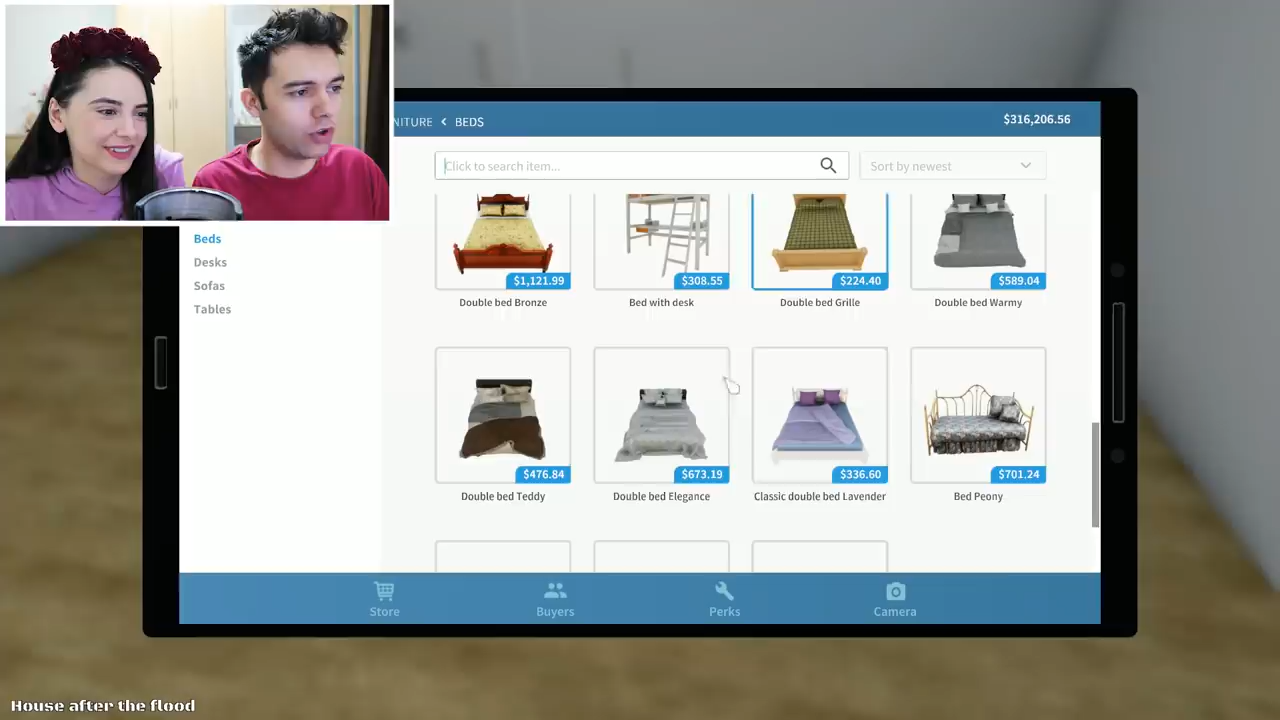 NITURE < BEDS
$316,206.56
Click to search item...
Sort by newest
Beds
Desks
Sofas
Tables
$1,121.99
$308.55
$224.40
$589.04
Double bed Bronze
Bed with desk
Double bed Grille
Double bed Warmy
$476.84
$673.19
$336.60
$701.24
Double bed Teddy
Double bed Elegance
Classic double bed Lavender
Bed Peony
Store
Buyers
Perks
Camera
House after the flood